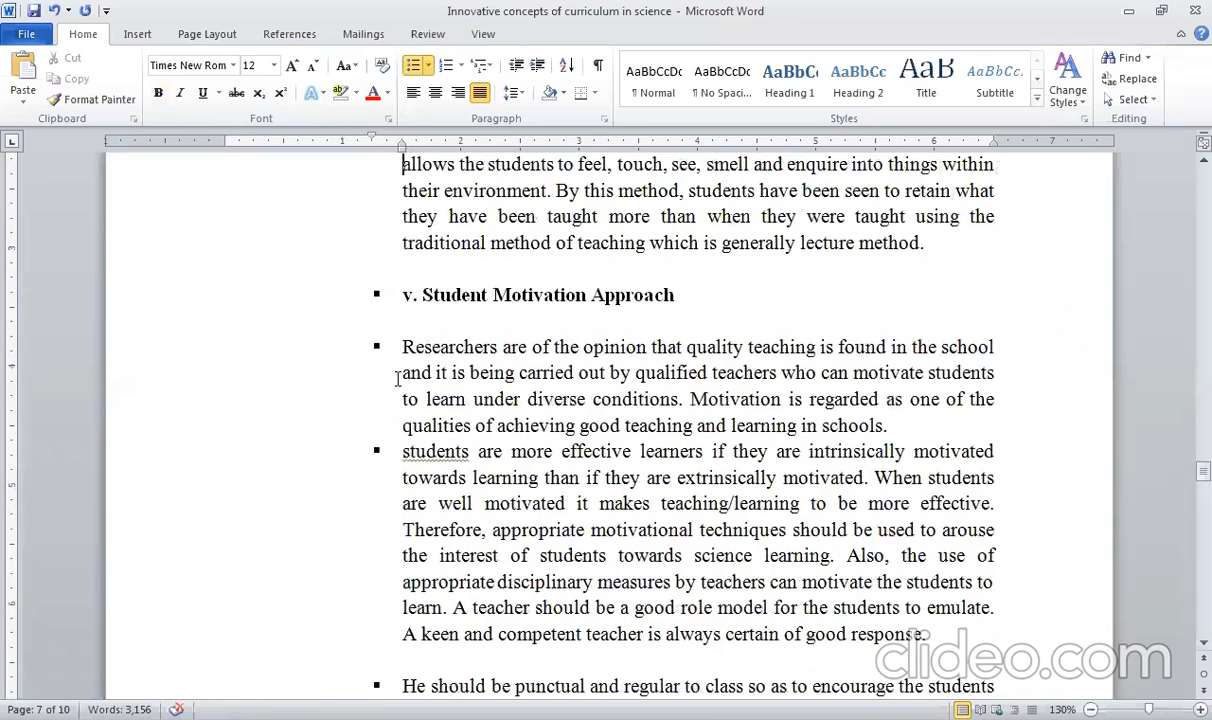 Innovative concepts of curriculum in science - Microsoft Word
File Home Insert Page Layout References Mailings Review View
Cut
Times New Rom 12
Find
Copy
AaBbCcDc AaBbCcDc AaBbCc AaBbCc AaB AaBbCc.
Replace
Paste Format Painter
¶ Normal ¶ No Spaci... Heading 1 Heading 2 Title Subtitle
Change Styles
Select
Clipboard Font Paragraph Styles Editing
allows the students to feel, touch, see, smell and enquire into things within
their environment. By this method, students have been seen to retain what
they have been taught more than when they were taught using the
traditional method of teaching which is generally lecture method.
v. Student Motivation Approach
Researchers are of the opinion that quality teaching is found in the school
and it is being carried out by qualified teachers who can motivate students
to learn under diverse conditions. Motivation is regarded as one of the
qualities of achieving good teaching and learning in schools.
students are more effective learners if they are intrinsically motivated
towards learning than if they are extrinsically motivated. When students
are well motivated it makes teaching/learning to be more effective.
Therefore, appropriate motivational techniques should be used to arouse
the interest of students towards science learning. Also, the use of
appropriate disciplinary measures by teachers can motivate the students to
learn. A teacher should be a good role model for the students to emulate.
A keen and competent teacher is always certain of good response.
clideo.com
He should be punctual and regular to class so as to encourage the students
Page: 7 of 10 Words: 3,156 130%